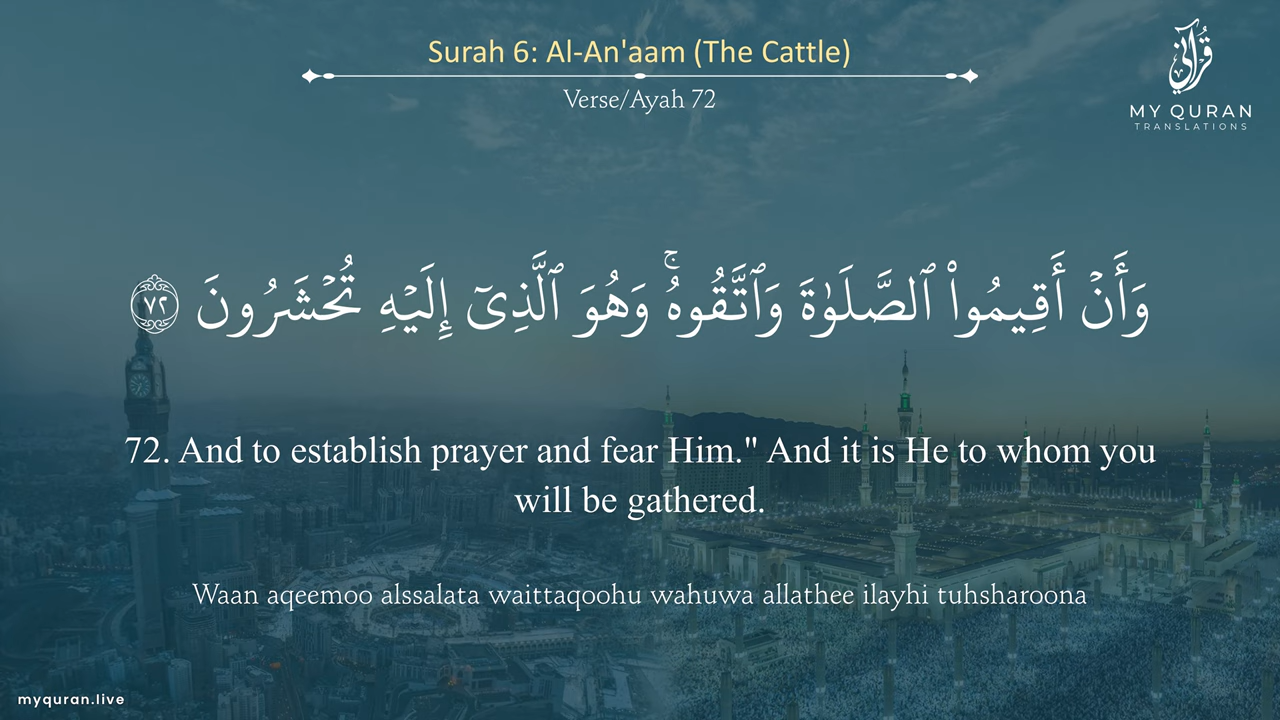 Surah 6: Al-An'aam (The Cattle)
Verse/Ayah 72
قرآني
MY QURAN
TRANSLATIONS
وَأَنْ أَقِيمُوا۟ ٱلصَّلَوٰةَ وَٱتَّقُوهُ ۚ وَهُوَ ٱلَّذِىٓ إِلَيْهِ تُحْشَرُونَ ٧٢
72. And to establish prayer and fear Him." And it is He to whom you
will be gathered.
Waan aqeemoo alssalata waittaqoohu wahuwa allathee ilayhi tuhsharoona
myquran.live